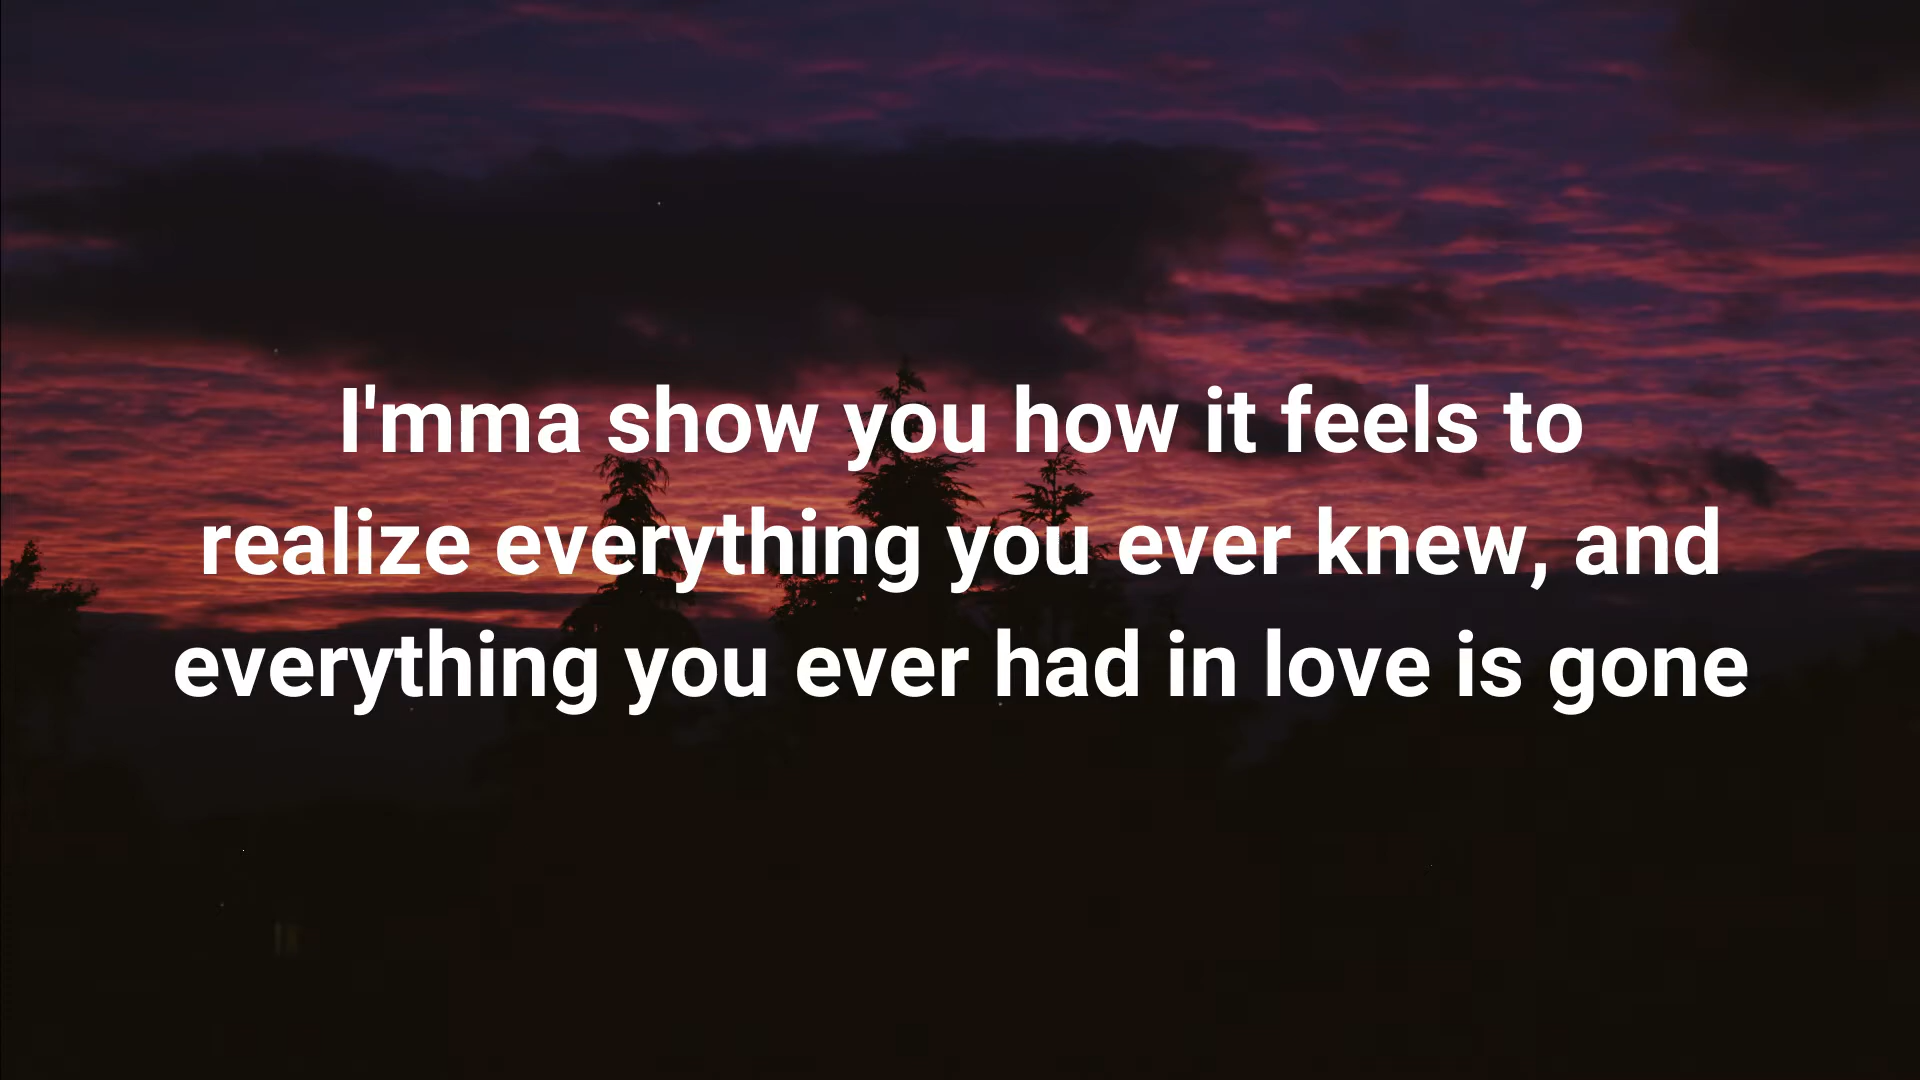 I'mma show you how it feels to
realize everything you ever knew, and
everything you ever had in love is gone